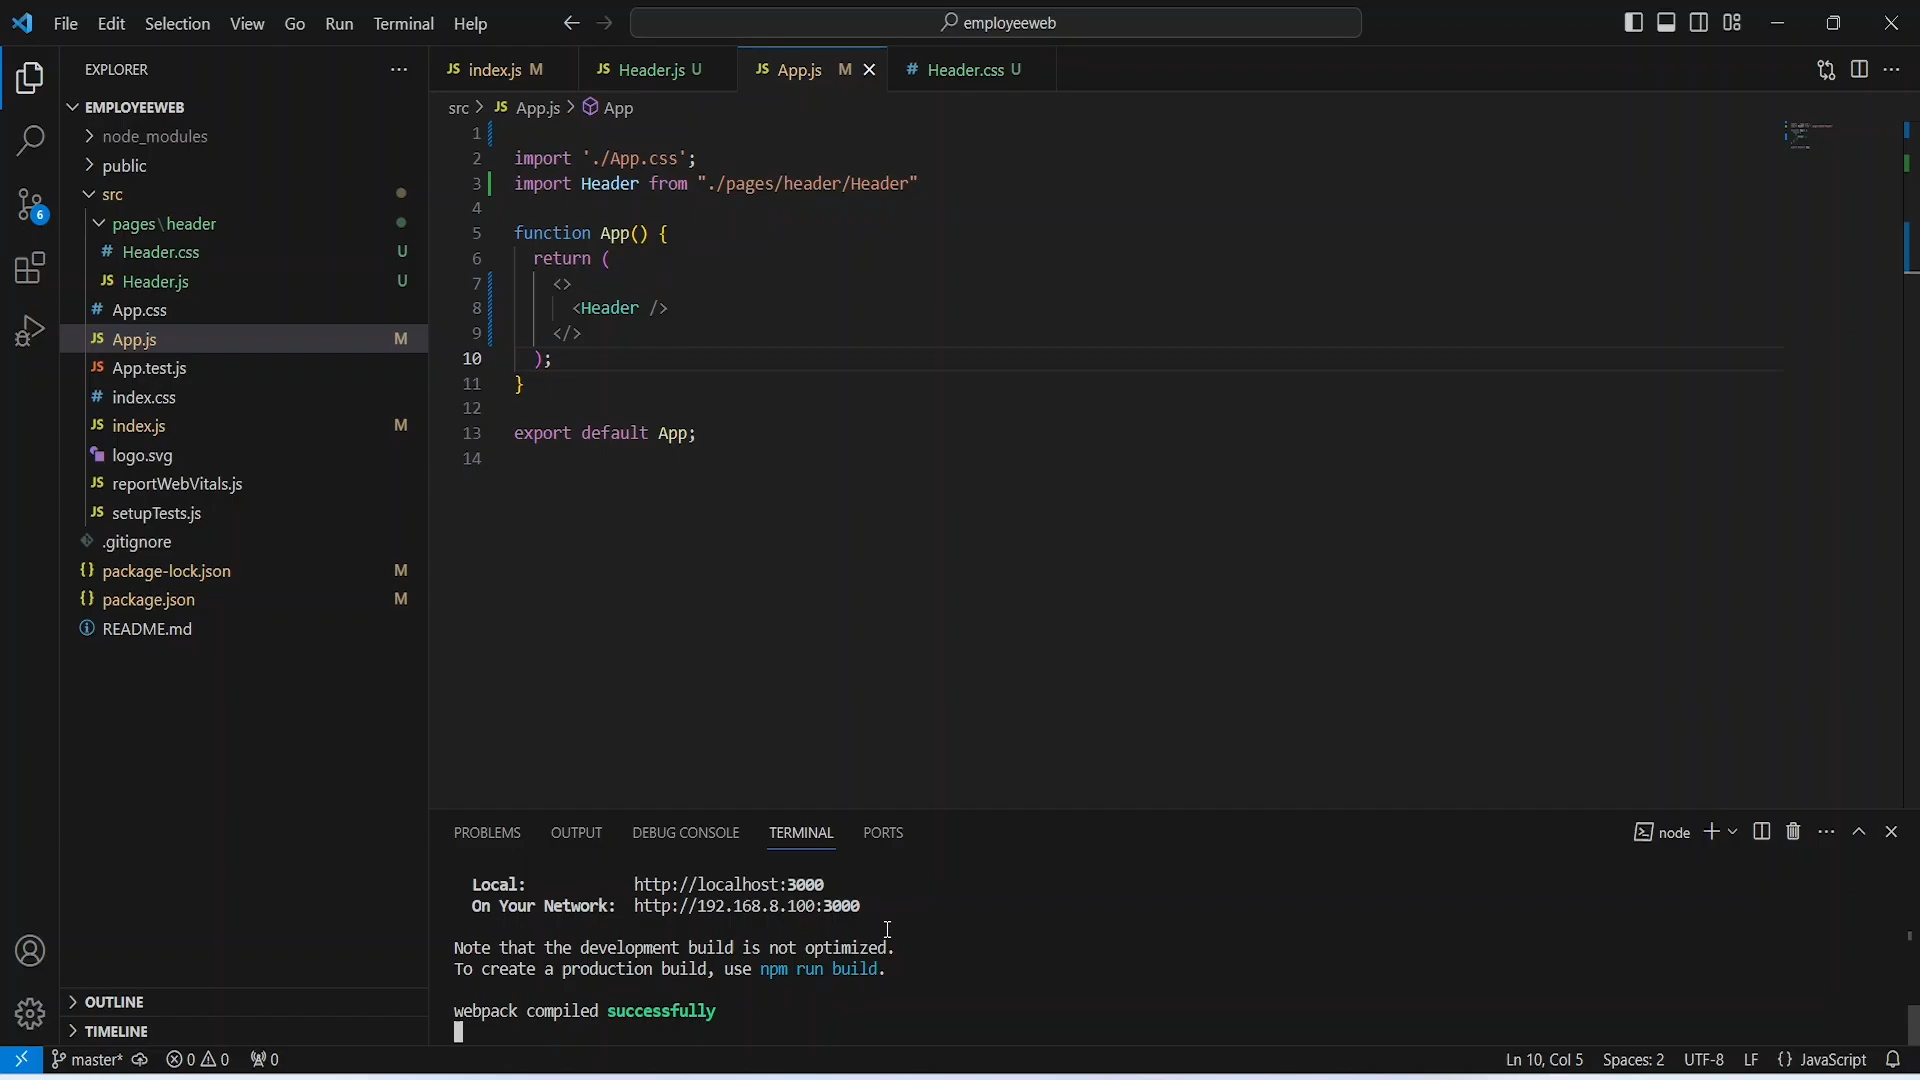 File Edit Selection View Go Run Terminal Help
employeeweb
EXPLORER
EMPLOYEEWEB
node_modules
public
src
pages\header
# Header.css U
JS Header.js U
# App.css
JS App.js M
JS App.test.js
# index.css
JS index.js M
logo.svg
JS reportWebVitals.js
JS setupTests.js
.gitignore
{} package-lock.json M
{} package.json M
README.md
OUTLINE
TIMELINE
6
JS index.js M JS Header.js U JS App.js M # Header.css U
src > JS App.js > App
1
2 import './App.css';
3 import Header from "./pages/header/Header"
4
5 function App() {
6 return (
7 <>
8 <Header />
9 </>
10 );
11 }
12
13 export default App;
14
PROBLEMS OUTPUT DEBUG CONSOLE TERMINAL PORTS
node
Local: http://localhost:3000
On Your Network: http://192.168.8.100:3000
Note that the development build is not optimized.
To create a production build, use npm run build.
webpack compiled successfully
master* 0 0 0 Ln 10, Col 5 Spaces: 2 UTF-8 LF {} JavaScript